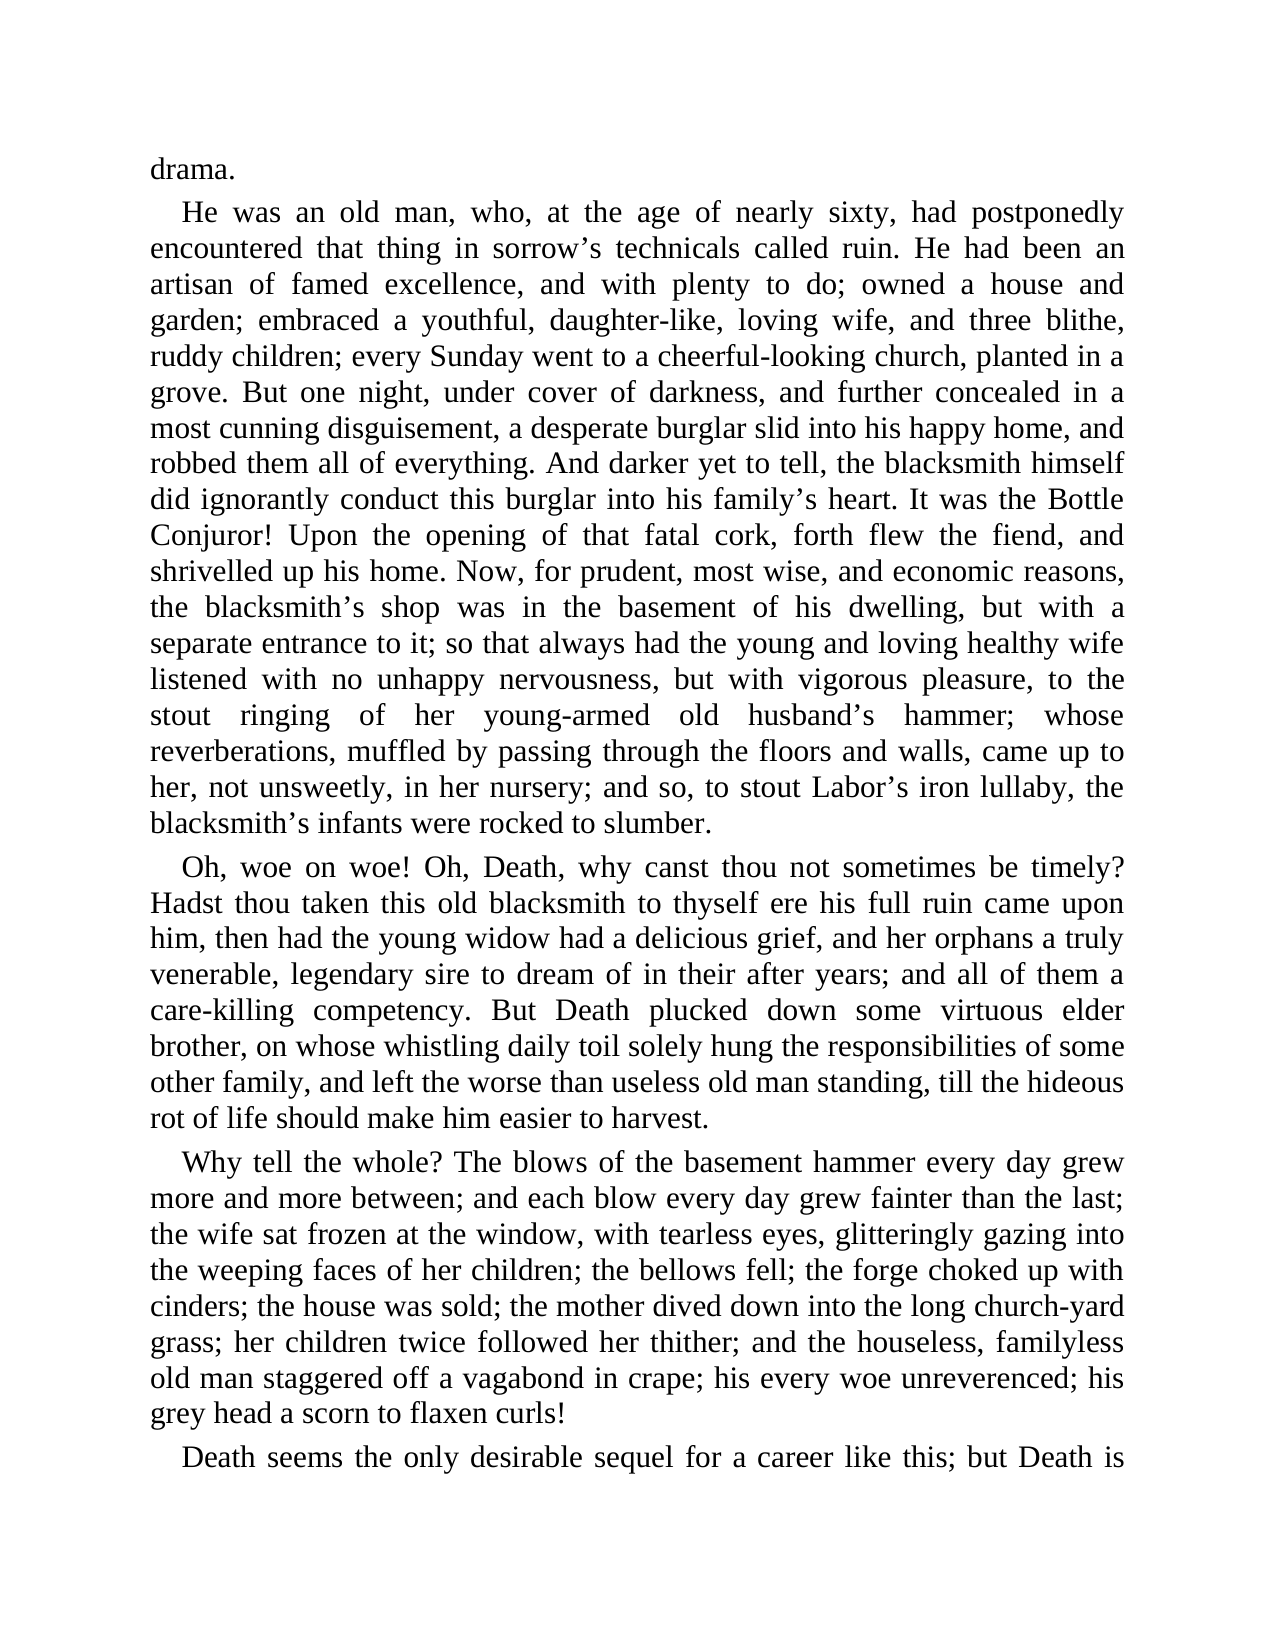 drama.
He was an old man, who, at the age of nearly sixty, had postponedly
encountered that thing in sorrow’s technicals called ruin. He had been an
artisan of famed excellence, and with plenty to do; owned a house and
garden; embraced a youthful, daughter-like, loving wife, and three blithe,
ruddy children; every Sunday went to a cheerful-looking church, planted in a
grove. But one night, under cover of darkness, and further concealed in a
most cunning disguisement, a desperate burglar slid into his happy home, and
robbed them all of everything. And darker yet to tell, the blacksmith himself
did ignorantly conduct this burglar into his family’s heart. It was the Bottle
Conjuror! Upon the opening of that fatal cork, forth flew the fiend, and
shrivelled up his home. Now, for prudent, most wise, and economic reasons,
the blacksmith’s shop was in the basement of his dwelling, but with a
separate entrance to it; so that always had the young and loving healthy wife
listened with no unhappy nervousness, but with vigorous pleasure, to the
stout ringing of her young-armed old husband’s hammer; whose
reverberations, muffled by passing through the floors and walls, came up to
her, not unsweetly, in her nursery; and so, to stout Labor’s iron lullaby, the
blacksmith’s infants were rocked to slumber.
Oh, woe on woe! Oh, Death, why canst thou not sometimes be timely?
Hadst thou taken this old blacksmith to thyself ere his full ruin came upon
him, then had the young widow had a delicious grief, and her orphans a truly
venerable, legendary sire to dream of in their after years; and all of them a
care-killing competency. But Death plucked down some virtuous elder
brother, on whose whistling daily toil solely hung the responsibilities of some
other family, and left the worse than useless old man standing, till the hideous
rot of life should make him easier to harvest.
Why tell the whole? The blows of the basement hammer every day grew
more and more between; and each blow every day grew fainter than the last;
the wife sat frozen at the window, with tearless eyes, glitteringly gazing into
the weeping faces of her children; the bellows fell; the forge choked up with
cinders; the house was sold; the mother dived down into the long church-yard
grass; her children twice followed her thither; and the houseless, familyless
old man staggered off a vagabond in crape; his every woe unreverenced; his
grey head a scorn to flaxen curls!
Death seems the only desirable sequel for a career like this; but Death is